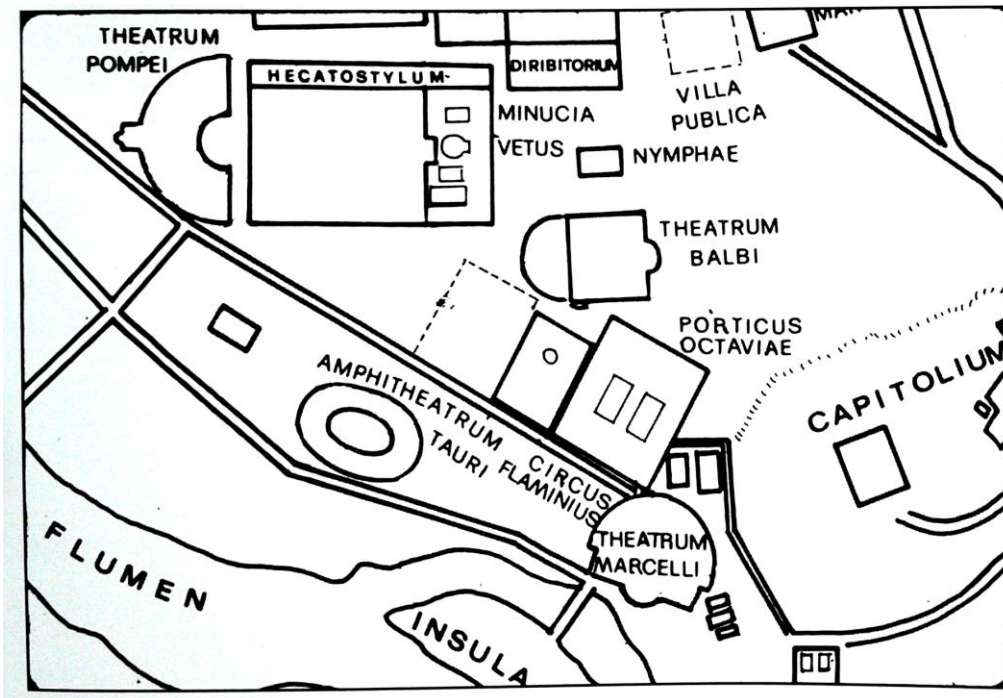 THEATRUM
POMPEI
HECATOSTYLUM-
DIRIBITORIUM
VILLA
PUBLICA
MINUCIA
VETUS
NYMPHAE
THEATRUM
BALBI
PORTICUS
OCTAVIAE
CAPITOLIUM
AMPHITHEATRUM
TAURI
CIRCUS
FLAMINIUS
THEATRUM
MARCELLI
FLUMEN
INSULA